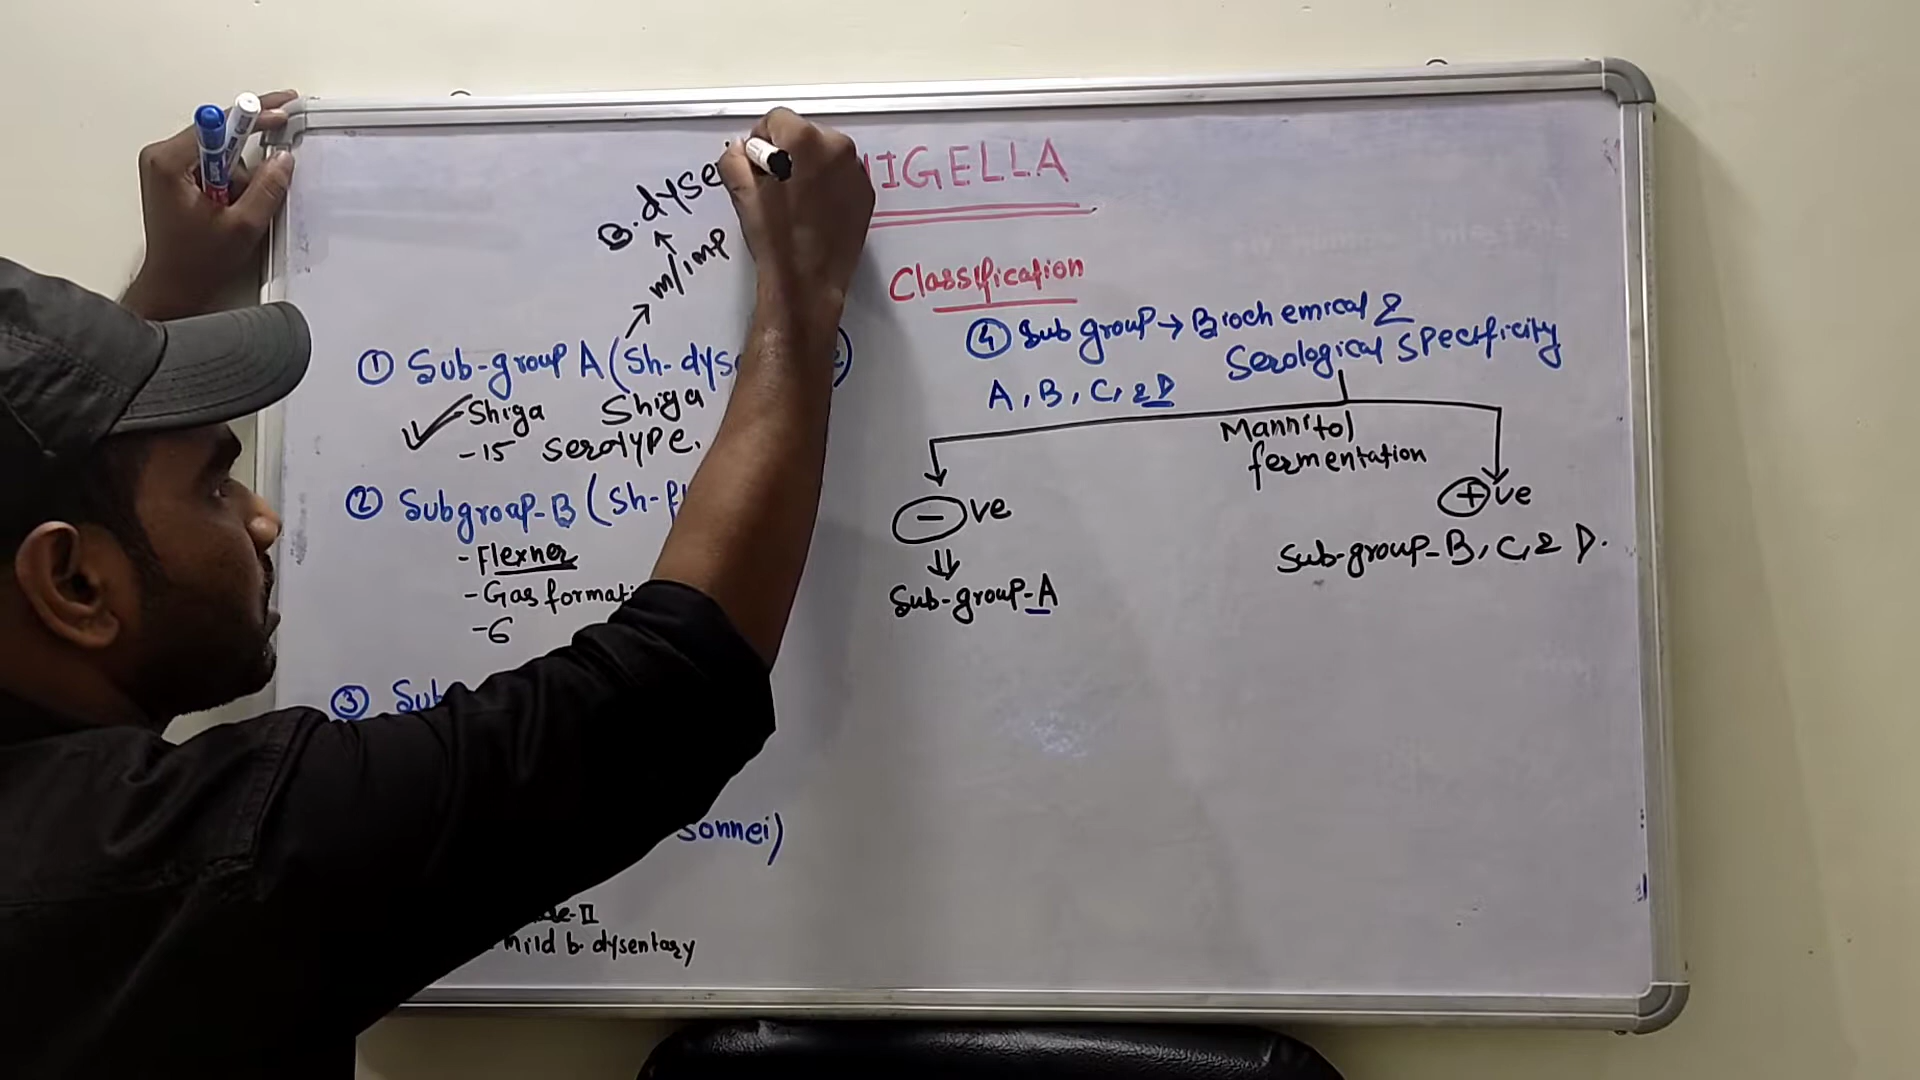 IGELLA
B. dyse
m/imp
Classification
① Sub-group A (Sh-dys
Shiga Shiga
-15 serotype.
② Subgroup-B (Sh-f
- Flexner
- Gas formati
-6
③ Sub
sonnei)
-II
mild b. dysentary
④ Sub group → Biochemical &
Serological Specificity
A, B, C, & D
Mannitol
fermentation
- ve
Sub-group-A
+ ve
Sub-group-B, C, & D.